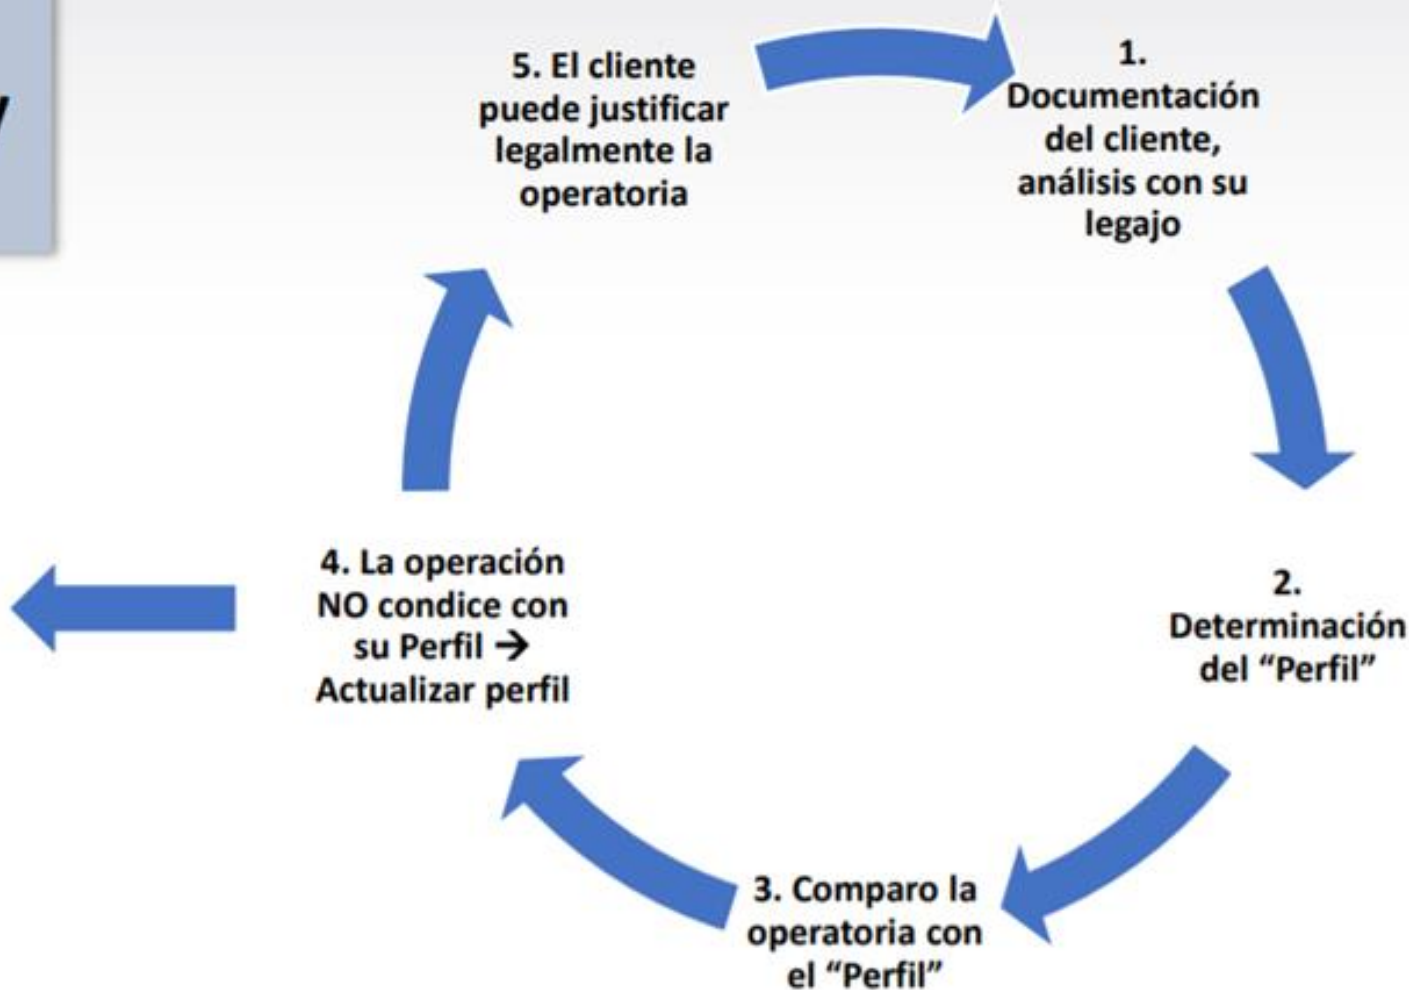 1.
Documentación
del cliente,
análisis con su
legajo
2.
Determinación
del “Perfil”
3. Comparo la
operatoria con
el “Perfil”
4. La operación
NO condice con
su Perfil →
Actualizar perfil
5. El cliente
puede justificar
legalmente la
operatoria